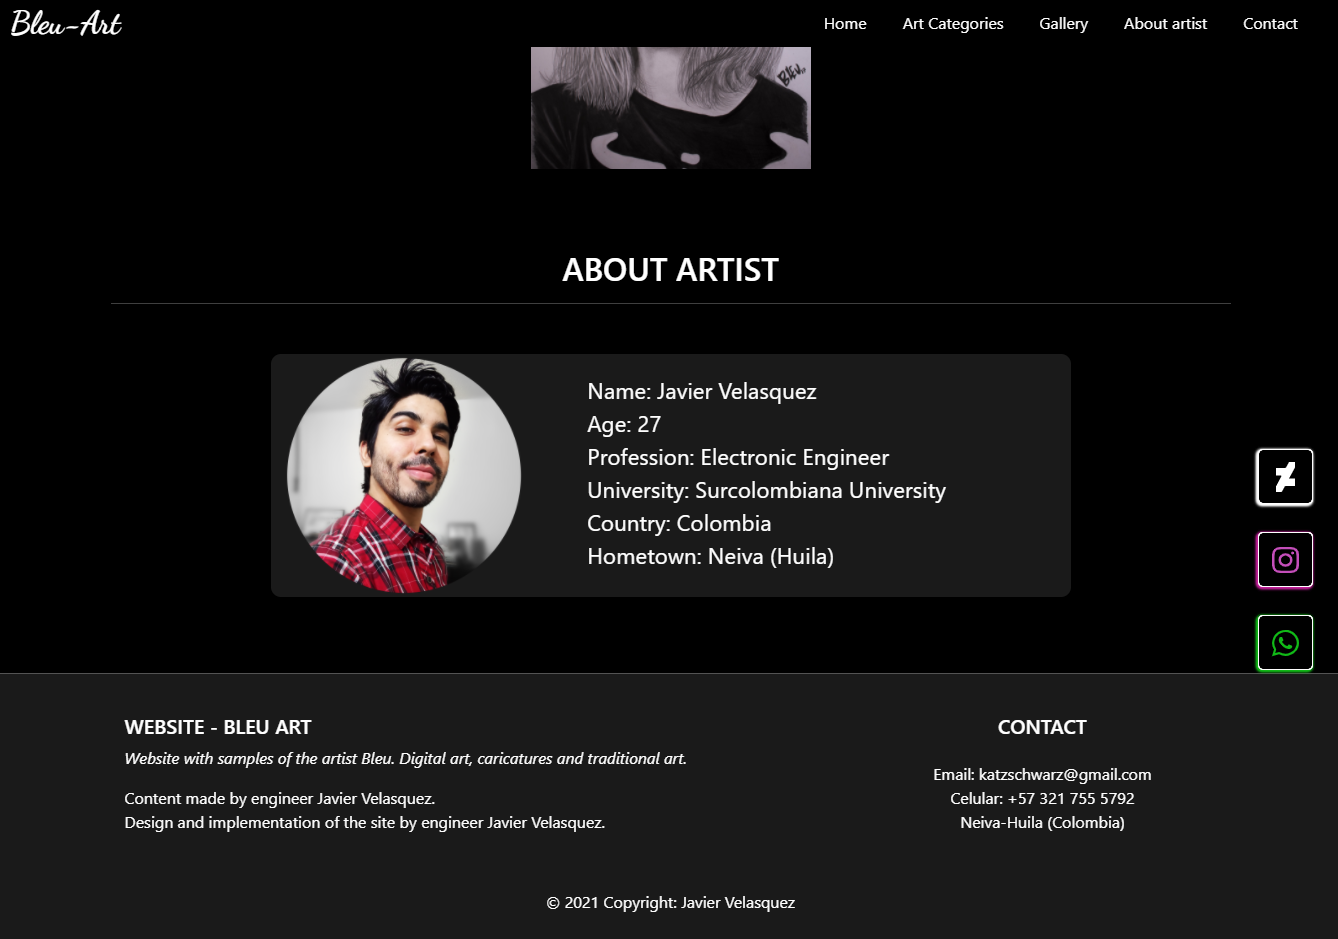 Bleu-Art
Home
Art Categories
Gallery
About artist
Contact
Bleu
ABOUT ARTIST
Name: Javier Velasquez
Age: 27
Profession: Electronic Engineer
University: Surcolombiana University
Country: Colombia
Hometown: Neiva (Huila)
WEBSITE - BLEU ART
Website with samples of the artist Bleu. Digital art, caricatures and traditional art.
Content made by engineer Javier Velasquez.
Design and implementation of the site by engineer Javier Velasquez.
CONTACT
Email: katzschwarz@gmail.com
Celular: +57 321 755 5792
Neiva-Huila (Colombia)
© 2021 Copyright: Javier Velasquez